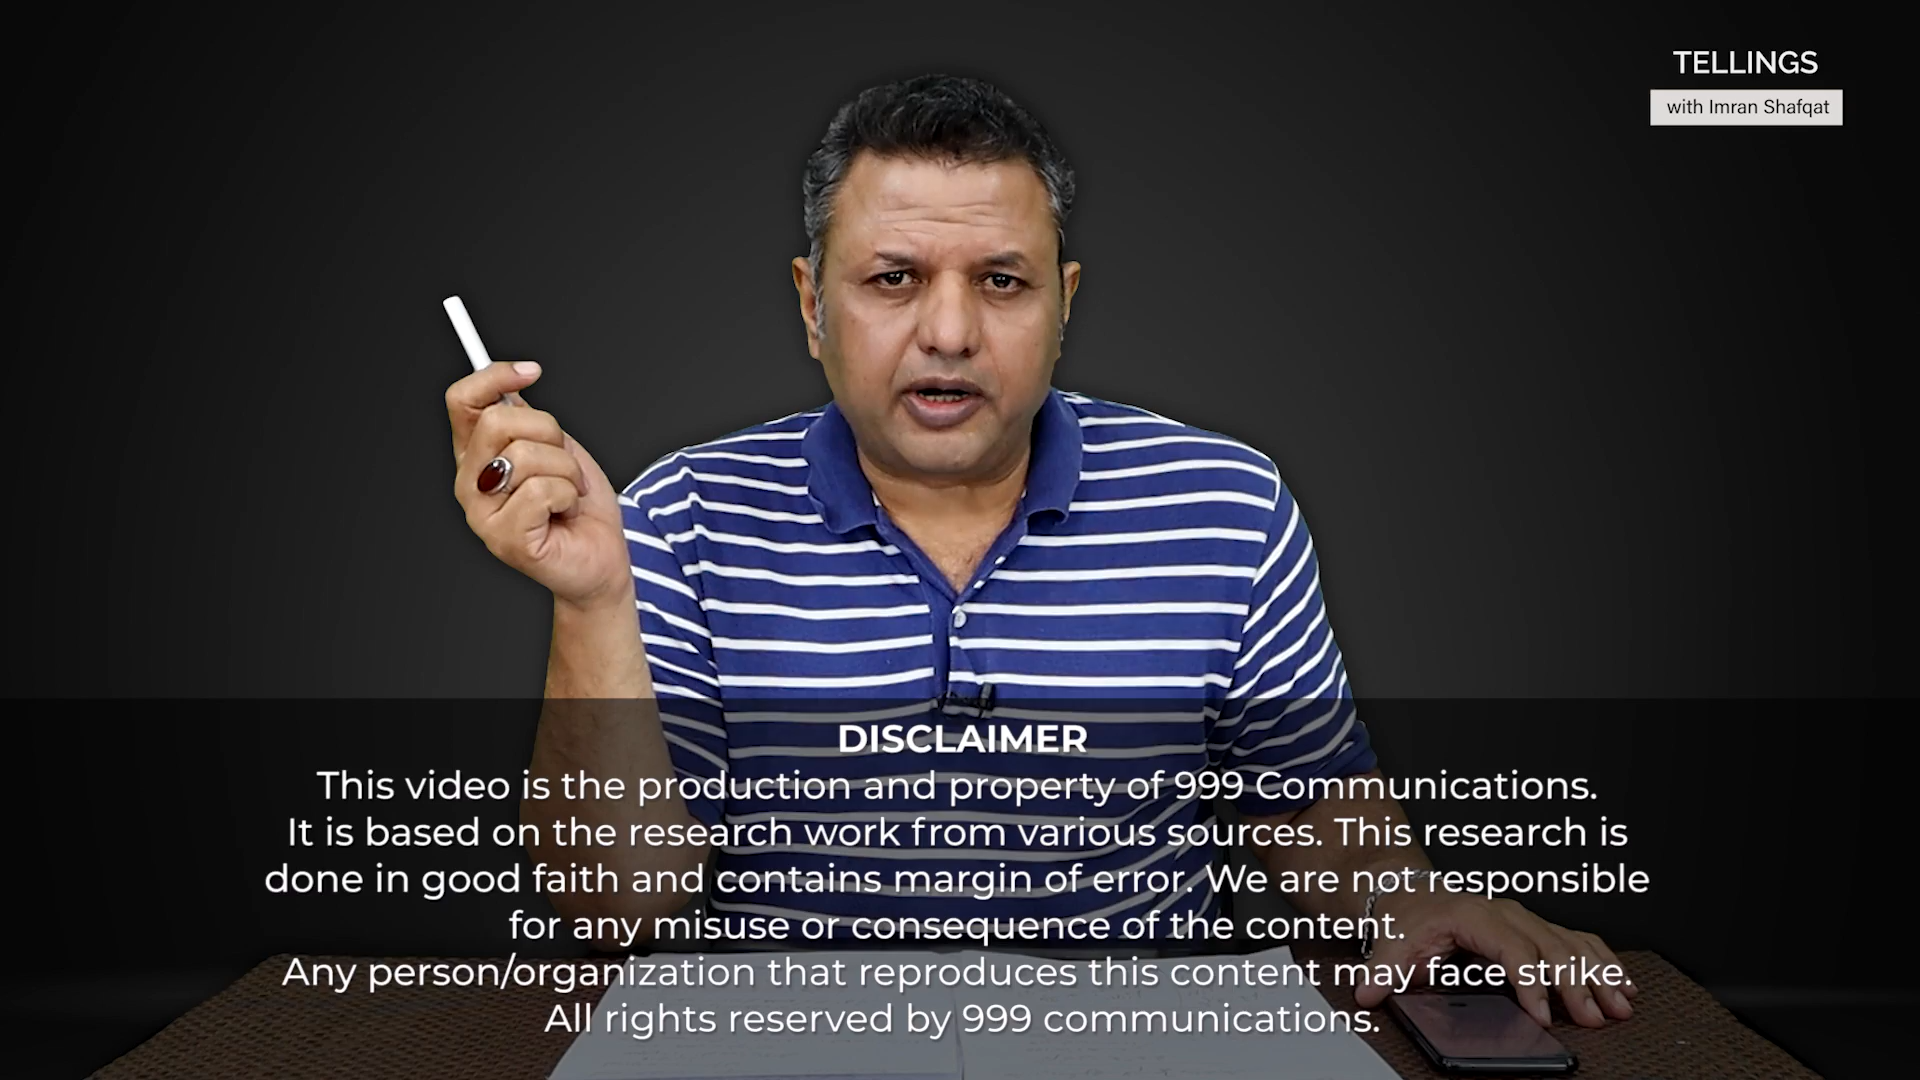 TELLINGS
with Imran Shafqat
DISCLAIMER
This video is the production and property of 999 Communications.
It is based on the research work from various sources. This research is
done in good faith and contains margin of error. We are not responsible
for any misuse or consequence of the content.
Any person/organization that reproduces this content may face strike.
All rights reserved by 999 communications.